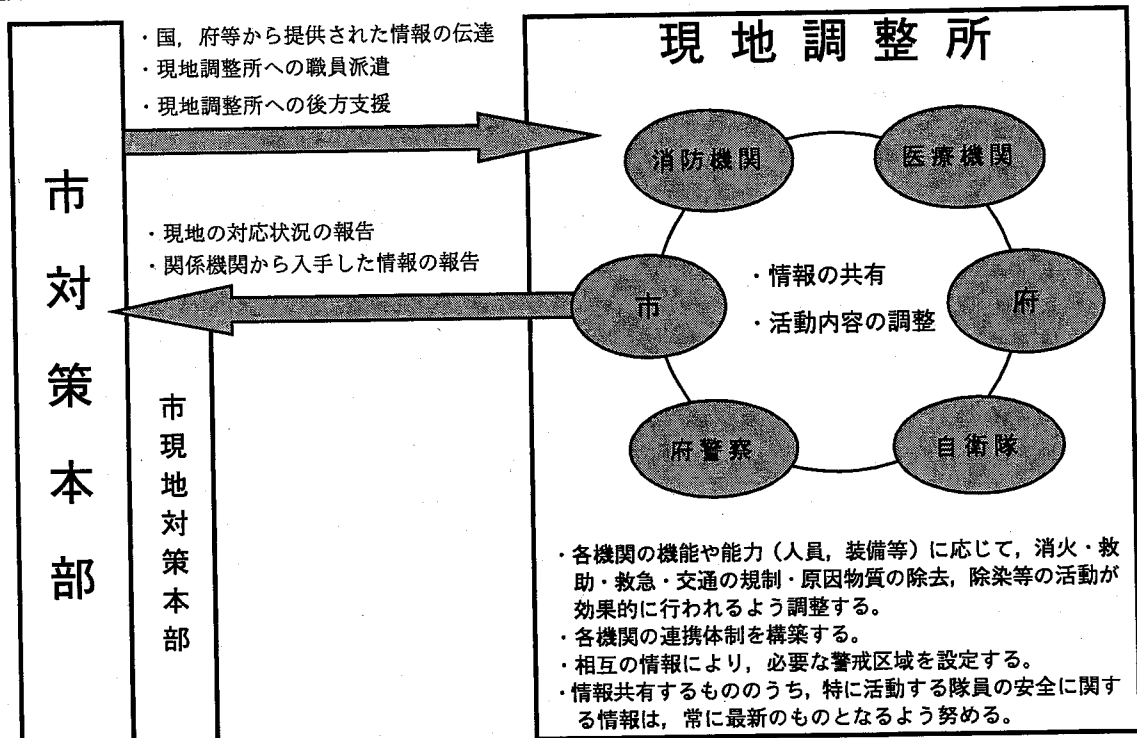 市対策本部
市現地対策本部
・国，府等から提供された情報の伝達
・現地調整所への職員派遣
・現地調整所への後方支援
・現地の対応状況の報告
・関係機関から入手した情報の報告
現地調整所
消防機関
医療機関
市
・情報の共有
・活動内容の調整
府
府警察
自衛隊
・各機関の機能や能力（人員，装備等）に応じて，消火・救
助・救急・交通の規制・原因物質の除去，除染等の活動が
効果的に行われるよう調整する。
・各機関の連携体制を構築する。
・相互の情報により，必要な警戒区域を設定する。
・情報共有するもののうち，特に活動する隊員の安全に関す
る情報は，常に最新のものとなるよう努める。